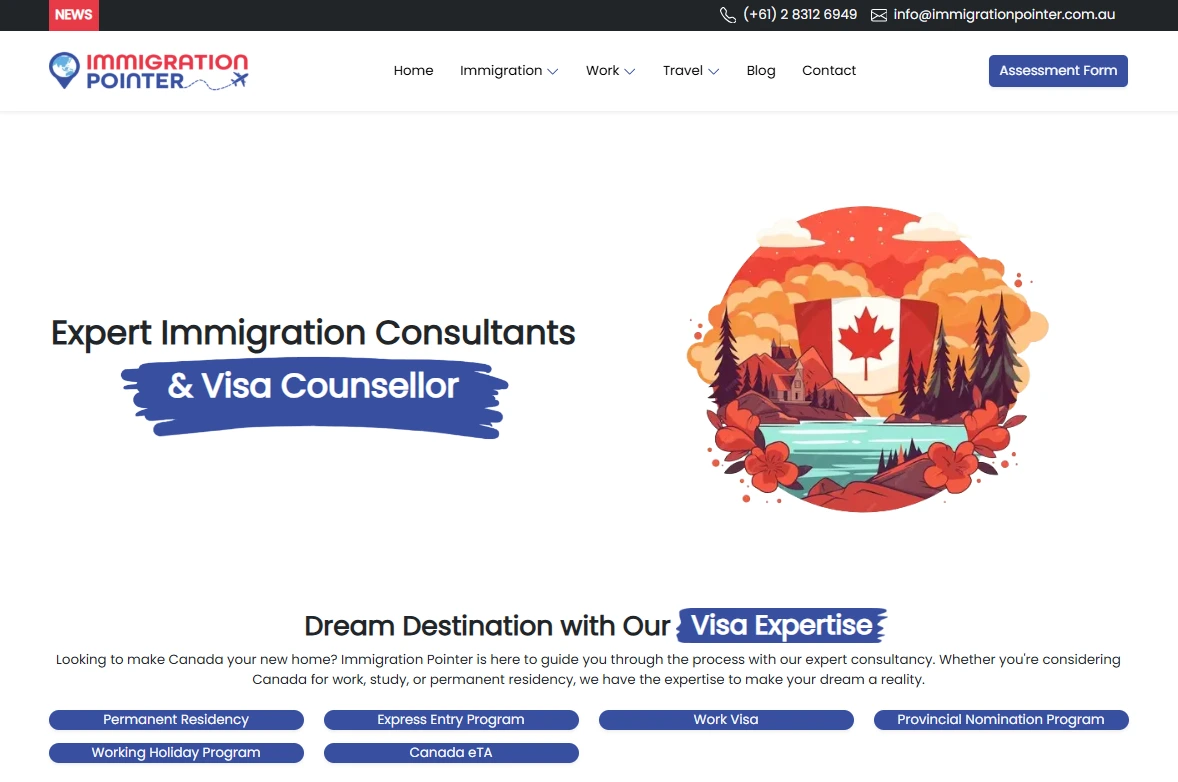 NEWS
(+61) 2 8312 6949
info@immigrationpointer.com.au
IMMIGRATION
POINTER
Home
Immigration
Work
Travel
Blog
Contact
Assessment Form
Expert Immigration Consultants
& Visa Counsellor
Dream Destination with Our Visa Expertise
Looking to make Canada your new home? Immigration Pointer is here to guide you through the process with our expert consultancy. Whether you're considering
Canada for work, study, or permanent residency, we have the expertise to make your dream a reality.
Permanent Residency
Express Entry Program
Work Visa
Provincial Nomination Program
Working Holiday Program
Canada eTA